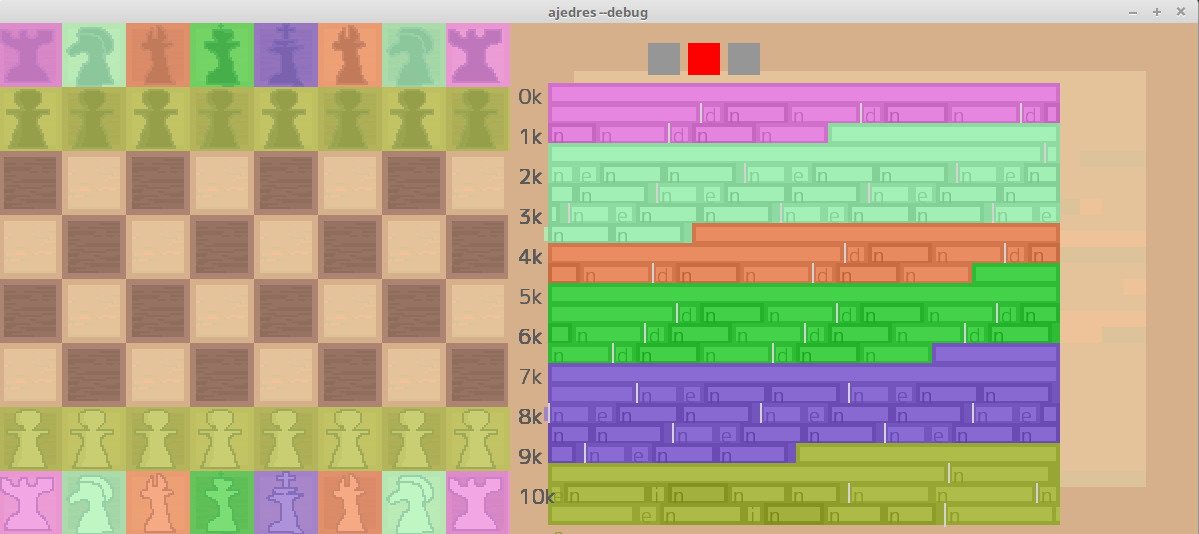 ajedres --debug
0k
d n n d n n d
1k n n d n n
2k n e n n n e n n n e n
n n n e n n n e n n
3k n e n n n e n n n e
n n
4k d n n d n
n d n n d n n
5k
d n n d n n d n
6k n d n n d n n d n
n d n n d n n
7k
n e n n n e n n
8k n e n n n e n n n e
n n n e n n n e n n
9k n e n n
n
10k n i n n n n n
e n i n n n n